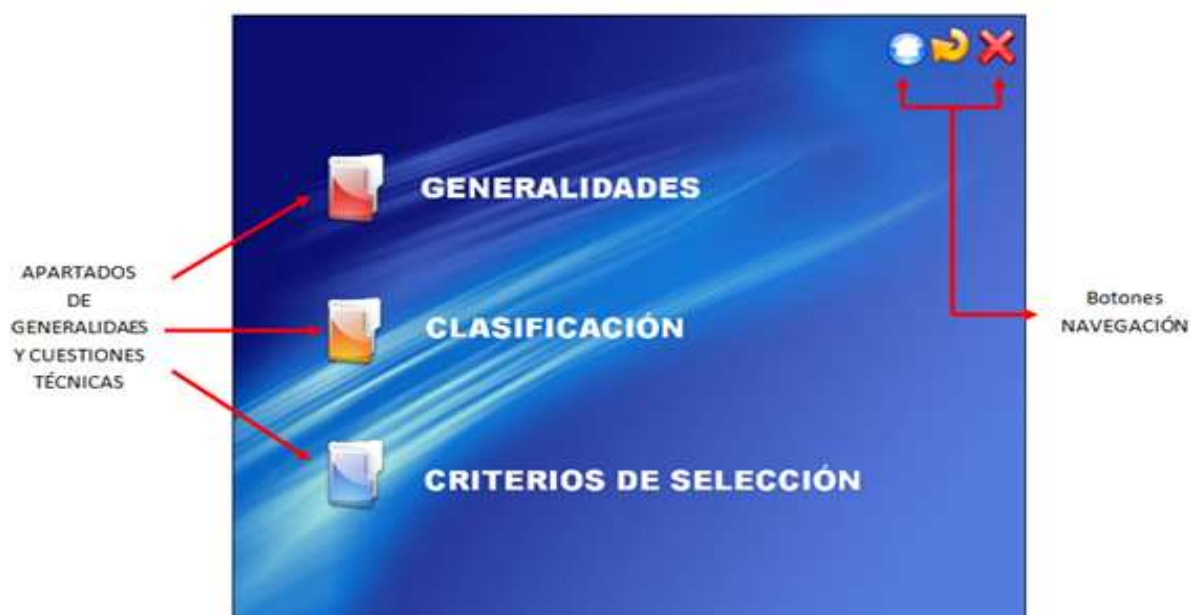 GENERALIDADES
CLASIFICACIÓN
CRITERIOS DE SELECCIÓN
APARTADOS
DE
GENERALIDAES
Y CUESTIONES
TÉCNICAS
Botones
NAVEGACIÓN